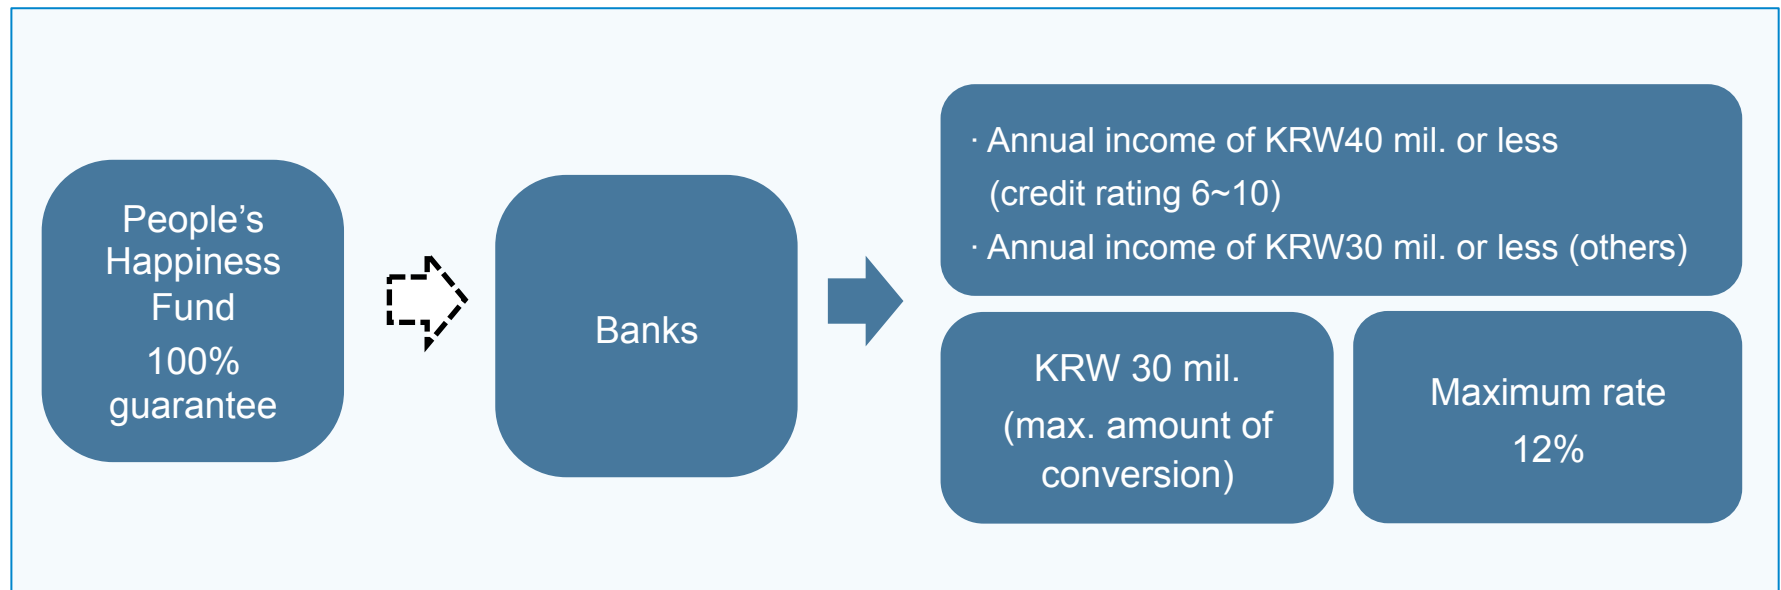 People’s
Happiness
Fund
100%
guarantee
Banks
· Annual income of KRW40 mil. or less
(credit rating 6~10)
· Annual income of KRW30 mil. or less (others)
KRW 30 mil.
(max. amount of
conversion)
Maximum rate
12%